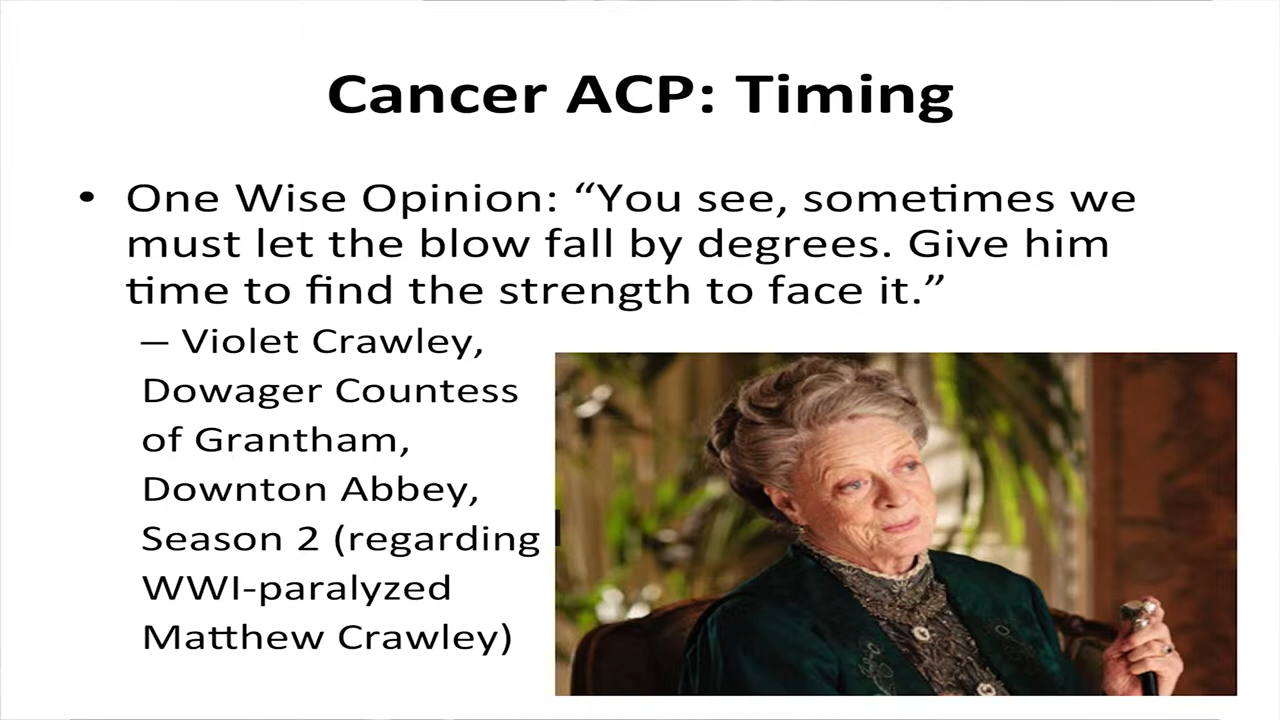 Cancer ACP: Timing
• One Wise Opinion: “You see, sometimes we
must let the blow fall by degrees. Give him
time to find the strength to face it.”
– Violet Crawley,
Dowager Countess
of Grantham,
Downton Abbey,
Season 2 (regarding
WWI-paralyzed
Matthew Crawley)